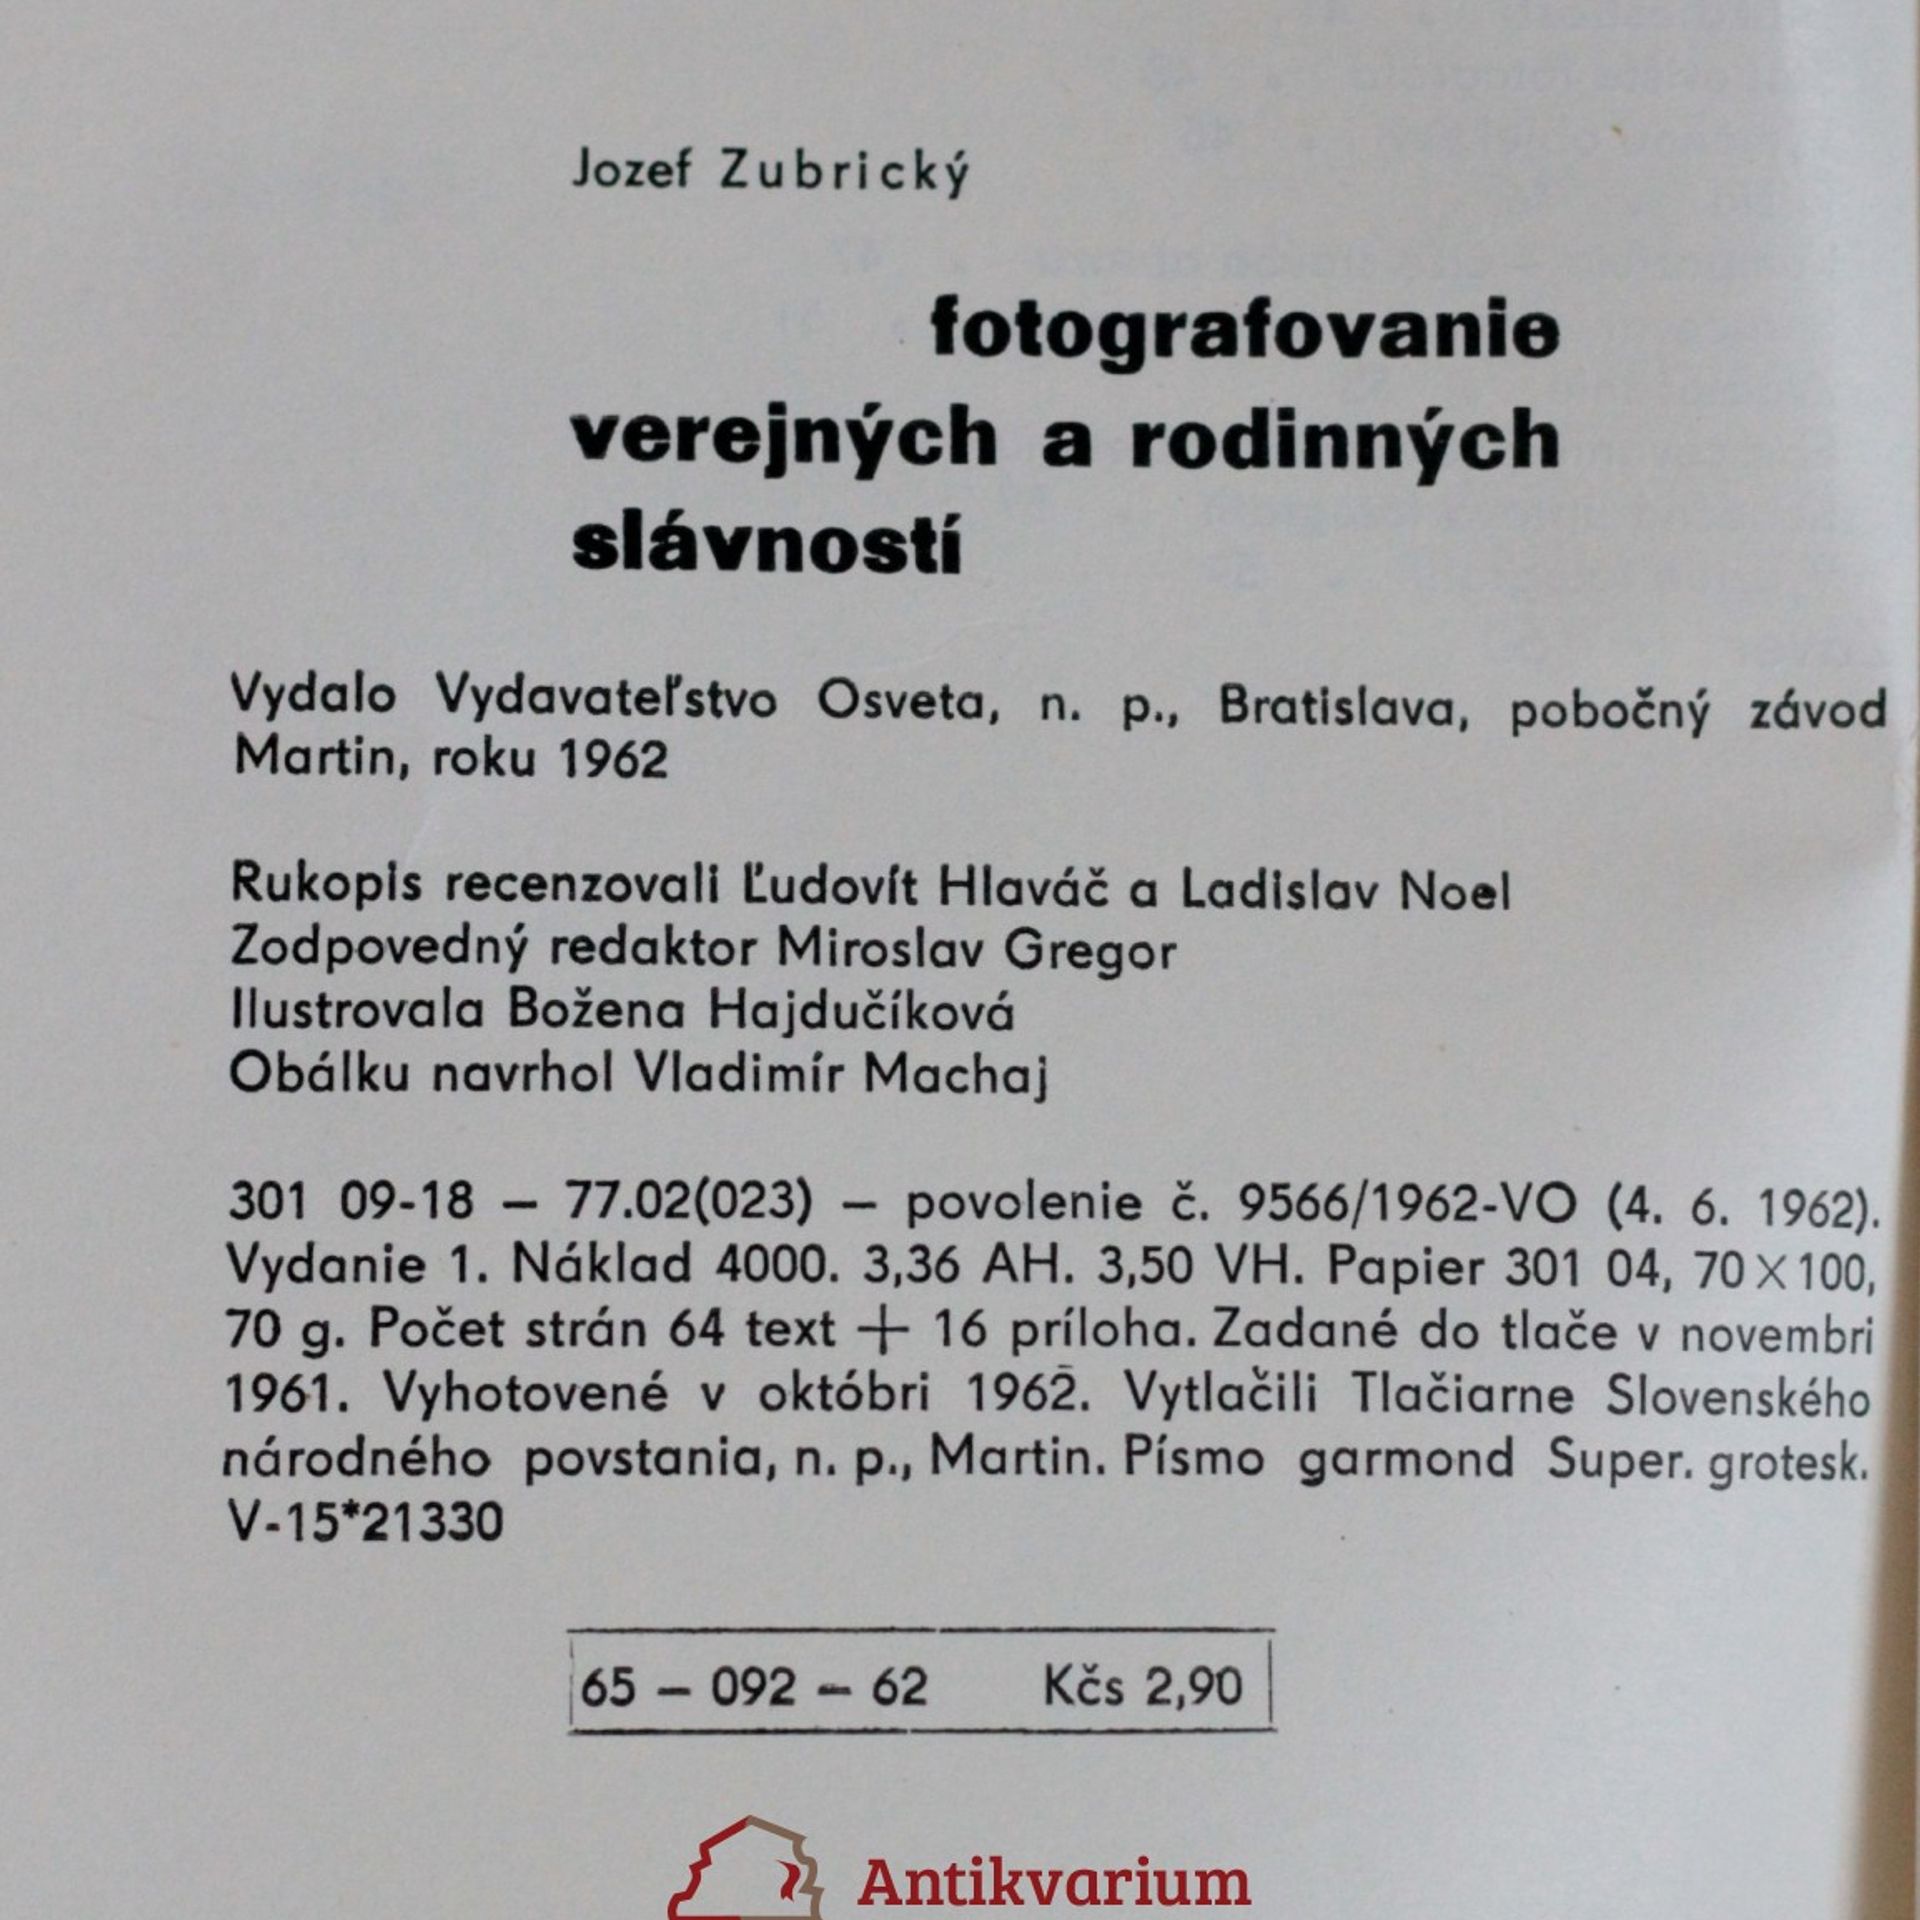 Jozef Zubrický
fotografovanie
verejných a rodinných
slávností
Vydalo Vydavateľstvo Osveta, n. p., Bratislava, pobočný závod
Martin, roku 1962
Rukopis recenzovali Ľudovít Hlaváč a Ladislav Noel
Zodpovedný redaktor Miroslav Gregor
Ilustrovala Božena Hajdučíková
Obálku navrhol Vladimír Machaj
301 09-18 – 77.02(023) – povolenie č. 9566/1962-VO (4. 6. 1962).
Vydanie 1. Náklad 4000. 3,36 AH. 3,50 VH. Papier 301 04, 70 × 100,
70 g. Počet strán 64 text + 16 príloha. Zadané do tlače v novembri
1961. Vyhotovené v októbri 1962. Vytlačili Tlačiarne Slovenského
národného povstania, n. p., Martin. Písmo garmond Super. grotesk.
V-15*21330
65 – 092 – 62 Kčs 2,90
Antikvarium